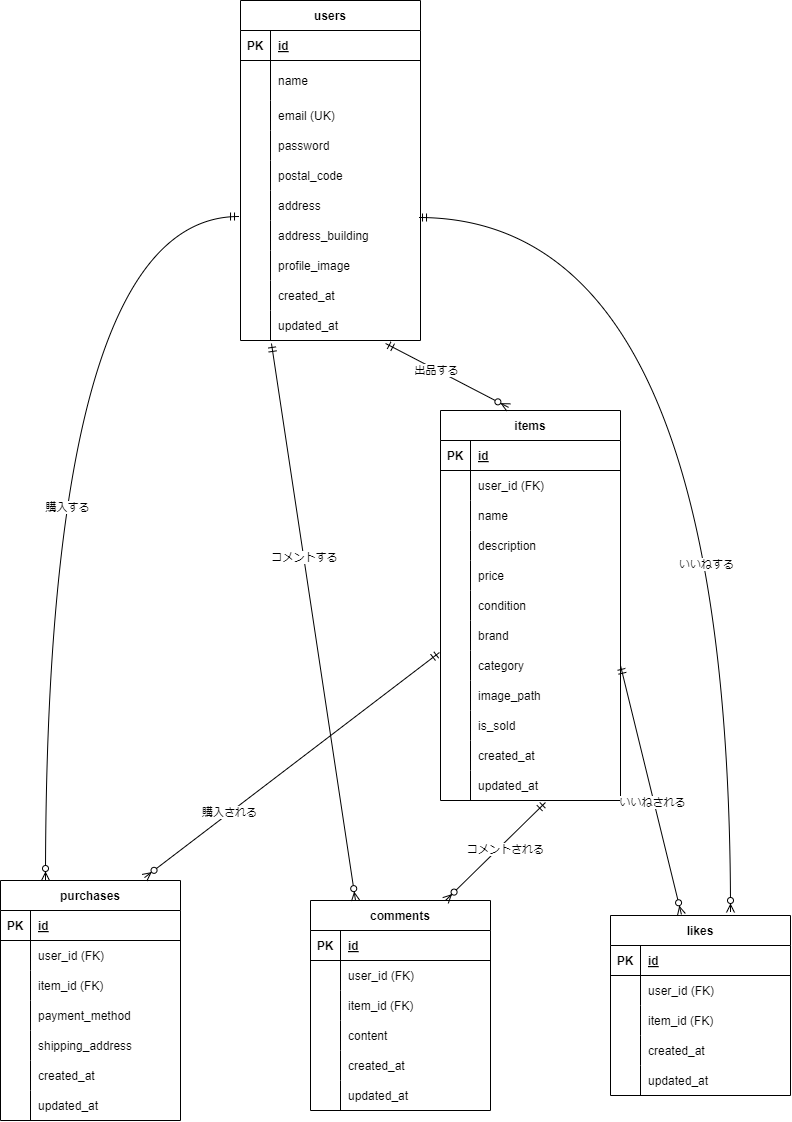 users
PK id
name
email (UK)
password
postal_code
address
address_building
profile_image
created_at
updated_at
出品する
items
PK id
user_id (FK)
name
description
price
condition
brand
category
image_path
is_sold
created_at
updated_at
購入する
コメントする
いいねする
購入される
コメントされる
いいねされる
purchases
PK id
user_id (FK)
item_id (FK)
payment_method
shipping_address
created_at
updated_at
comments
PK id
user_id (FK)
item_id (FK)
content
created_at
updated_at
likes
PK id
user_id (FK)
item_id (FK)
created_at
updated_at